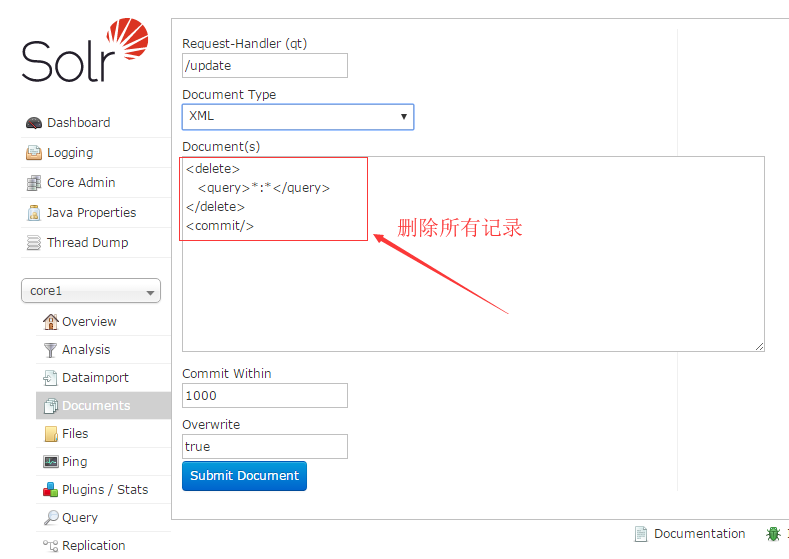 Solr
Dashboard
Logging
Core Admin
Java Properties
Thread Dump
core1
Overview
Analysis
Dataimport
Documents
Files
Ping
Plugins / Stats
Query
Replication
Request-Handler (qt)
/update
Document Type
XML
Document(s)
<delete>
<query>*:*</query>
</delete>
<commit/>
删除所有记录
Commit Within
1000
Overwrite
true
Submit Document
Documentation